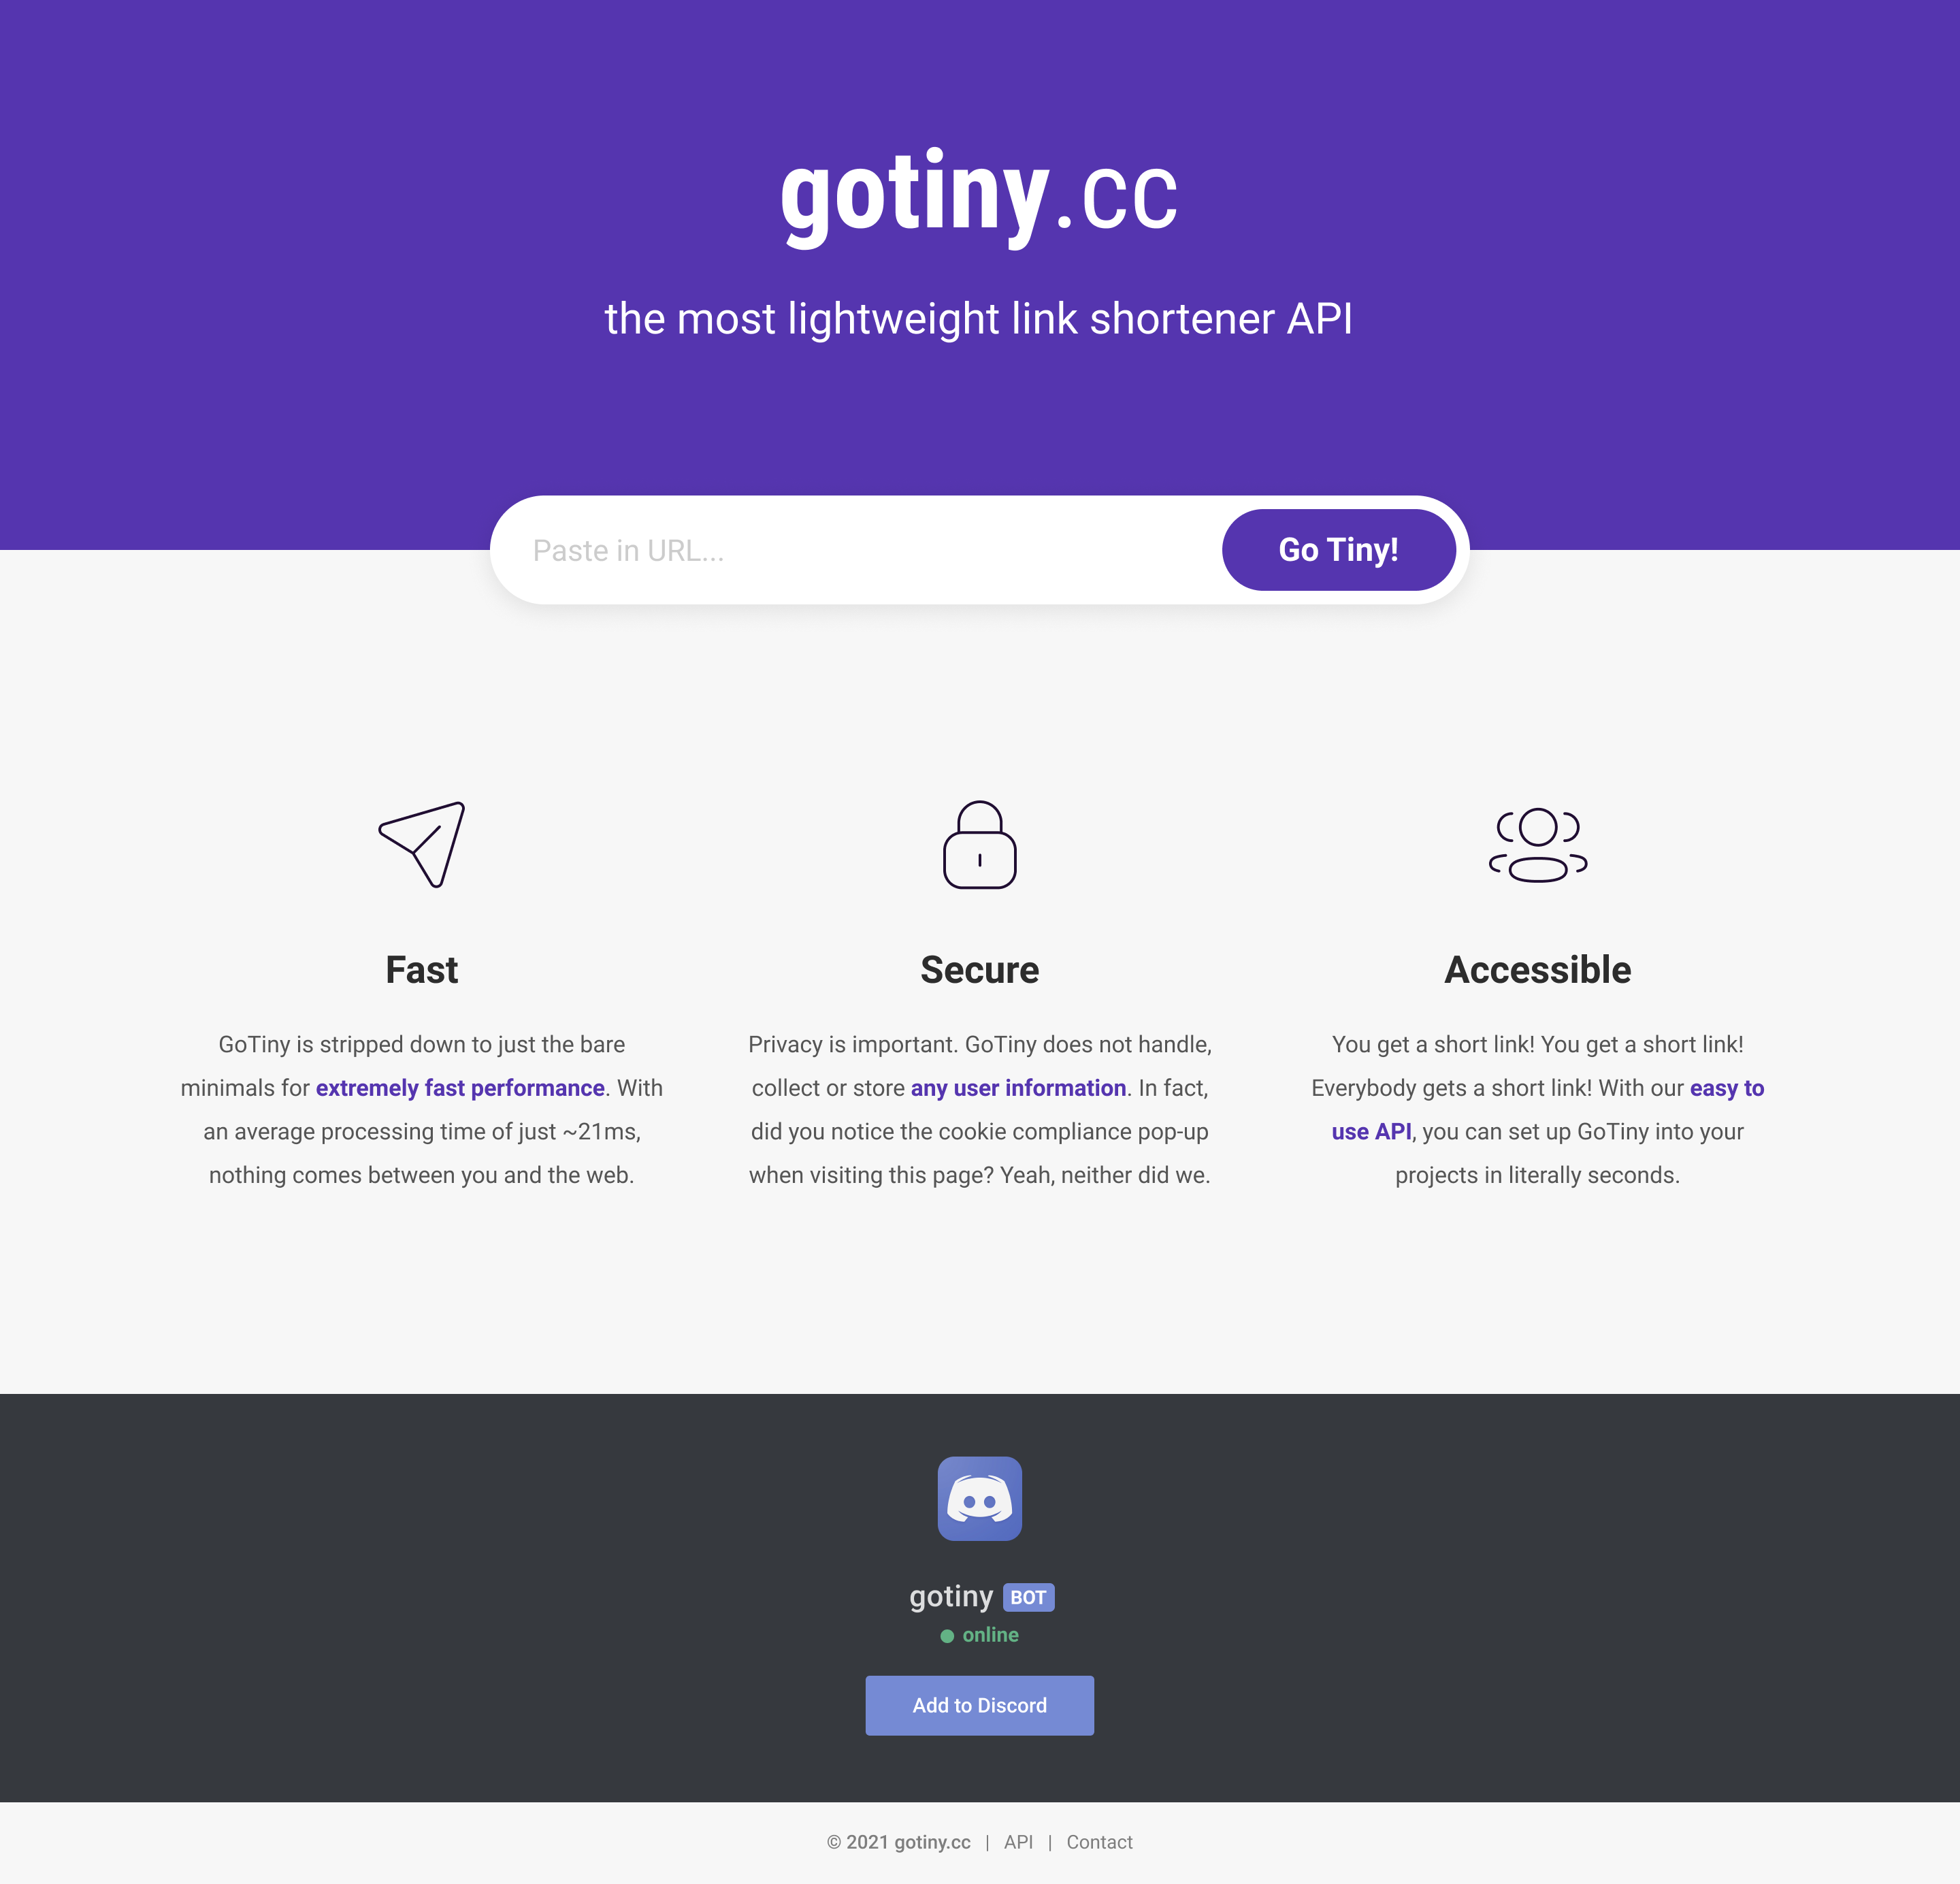 gotiny.cc
the most lightweight link shortener API
Paste in URL...
Go Tiny!
Fast
GoTiny is stripped down to just the bare
minimals for extremely fast performance. With
an average processing time of just ~21ms,
nothing comes between you and the web.
Secure
Privacy is important. GoTiny does not handle,
collect or store any user information. In fact,
did you notice the cookie compliance pop-up
when visiting this page? Yeah, neither did we.
Accessible
You get a short link! You get a short link!
Everybody gets a short link! With our easy to
use API, you can set up GoTiny into your
projects in literally seconds.
gotiny BOT
online
Add to Discord
© 2021 gotiny.cc | API | Contact